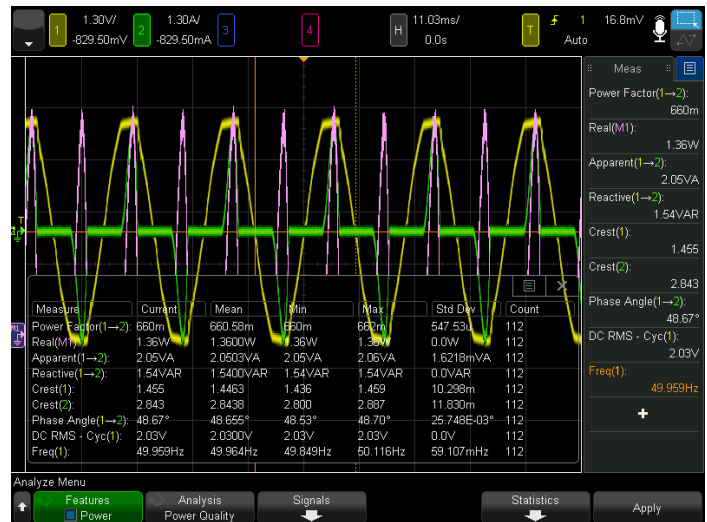 1 1.30V/ 2 1.30A/ 3 4 H 11.03ms/ T 1 16.8mV
-829.50mV -829.50mA 0.0s Auto
Meas
Power Factor(1→2):
660m
Real(M1):
1.36W
Apparent(1→2):
2.05VA
Reactive(1→2):
1.54VAR
Crest(1):
1.455
Crest(2):
2.843
Phase Angle(1→2):
48.67°
DC RMS - Cyc(1):
2.03V
Freq(1):
49.959Hz
+
T
Measure Current Mean Min Max Std Dev Count
Power Factor(1→2): 660m 660.58m 660m 662m 547.53u 112
Real(M1): 1.36W 1.3600W 1.36W 1.36W 0.0W 112
Apparent(1→2): 2.05VA 2.0503VA 2.05VA 2.06VA 1.6218mVA 112
Reactive(1→2): 1.54VAR 1.5400VAR 1.54VAR 1.54VAR 0.0VAR 112
Crest(1): 1.455 1.4463 1.436 1.459 10.298m 112
Crest(2): 2.843 2.8438 2.800 2.887 11.830m 112
Phase Angle(1→2): 48.67° 48.655° 48.53° 48.70° 25.748E-03° 112
DC RMS - Cyc(1): 2.03V 2.0300V 2.03V 2.03V 0.0V 112
Freq(1): 49.959Hz 49.964Hz 49.849Hz 50.116Hz 59.107mHz 112
Analyze Menu
Features Analysis Signals Statistics Apply
Power Power Quality